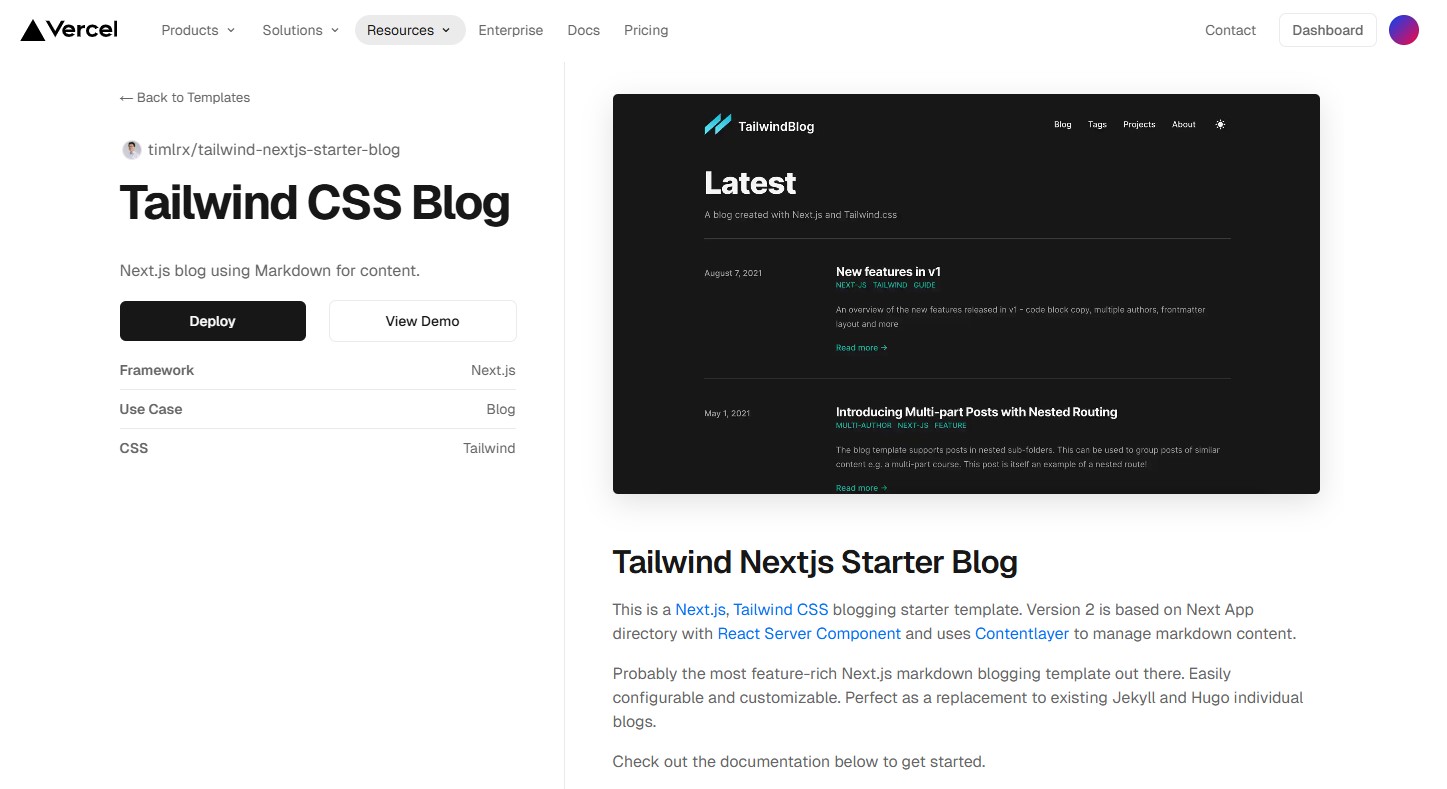 Vercel
Products
Solutions
Resources
Enterprise
Docs
Pricing
Contact
Dashboard
← Back to Templates
timlrx/tailwind-nextjs-starter-blog
Tailwind CSS Blog
Next.js blog using Markdown for content.
Deploy
View Demo
Framework Next.js
Use Case Blog
CSS Tailwind
TailwindBlog
Blog Tags Projects About
Latest
A blog created with Next.js and Tailwind.css
August 7, 2021
New features in v1
NEXT-JS TAILWIND GUIDE
An overview of the new features released in v1 - code block copy, multiple authors, frontmatter
layout and more
Read more →
May 1, 2021
Introducing Multi-part Posts with Nested Routing
MULTI-AUTHOR NEXT-JS FEATURE
The blog template supports posts in nested sub-folders. This can be used to group posts of similar
content e.g. a multi-part course. This post is itself an example of a nested route!
Read more →
Tailwind Nextjs Starter Blog
This is a Next.js, Tailwind CSS blogging starter template. Version 2 is based on Next App
directory with React Server Component and uses Contentlayer to manage markdown content.
Probably the most feature-rich Next.js markdown blogging template out there. Easily
configurable and customizable. Perfect as a replacement to existing Jekyll and Hugo individual
blogs.
Check out the documentation below to get started.